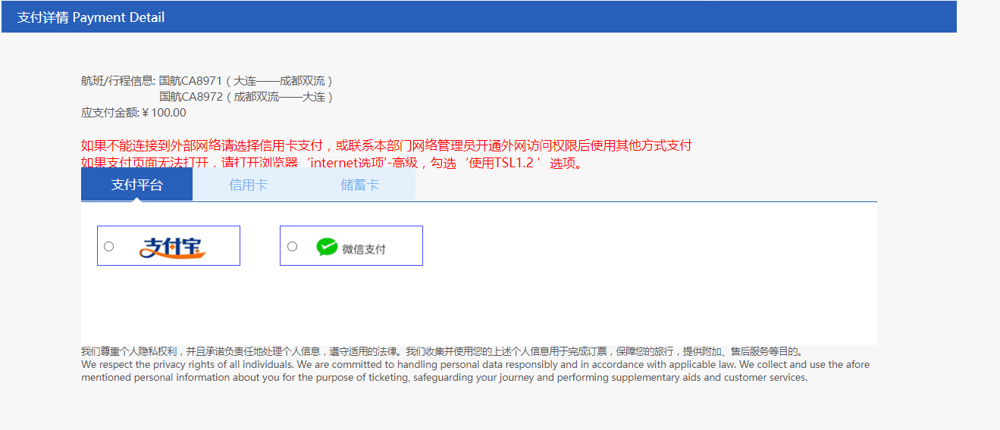 支付详情 Payment Detail
航班/行程信息: 国航CA8971（大连——成都双流）
国航CA8972（成都双流——大连）
应支付金额:￥100.00
如果不能连接到外部网络请选择信用卡支付，或联系本部门网络管理员开通外网访问权限后使用其他方式支付
如果支付页面无法打开，请打开浏览器‘internet选项'-高级，勾选‘使用TSL1.2 ’选项。
支付平台 信用卡 储蓄卡
支付宝 微信支付
我们尊重个人隐私权利，并且承诺负责任地处理个人信息，遵守适用的法律。我们收集并使用您的上述个人信息用于完成订票，保障您的旅行，提供附加、售后服务等目的。
We respect the privacy rights of all individuals. We are committed to handling personal data responsibly and in accordance with applicable law. We collect and use the afore
mentioned personal information about you for the purpose of ticketing, safeguarding your journey and performing supplementary aids and customer services.